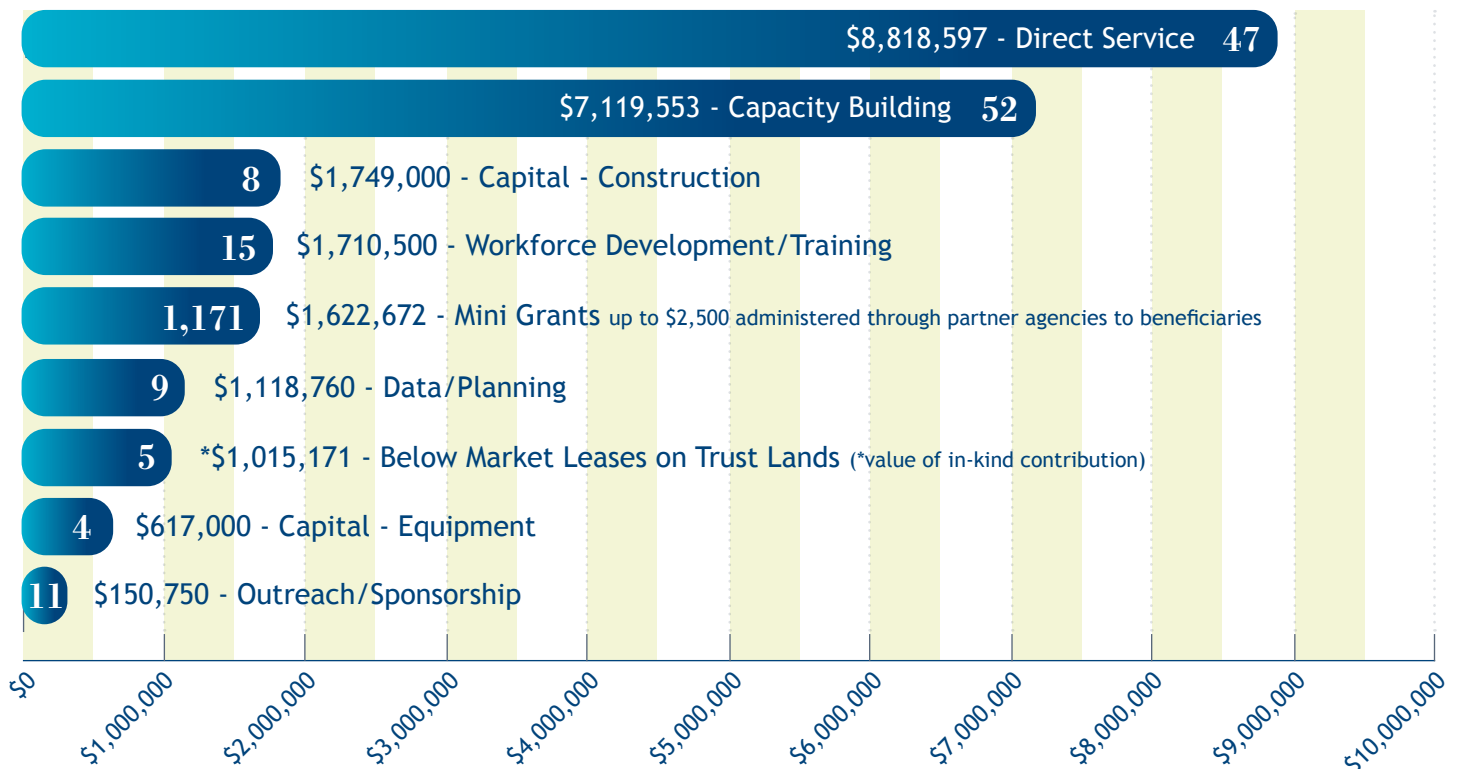 $8,818,597 - Direct Service 47
$7,119,553 - Capacity Building 52
8 $1,749,000 - Capital - Construction
15 $1,710,500 - Workforce Development/Training
1,171 $1,622,672 - Mini Grants up to $2,500 administered through partner agencies to beneficiaries
9 $1,118,760 - Data/Planning
5 *$1,015,171 - Below Market Leases on Trust Lands (*value of in-kind contribution)
4 $617,000 - Capital - Equipment
11 $150,750 - Outreach/Sponsorship
$0 $1,000,000 $2,000,000 $3,000,000 $4,000,000 $5,000,000 $6,000,000 $7,000,000 $8,000,000 $9,000,000 $10,000,000